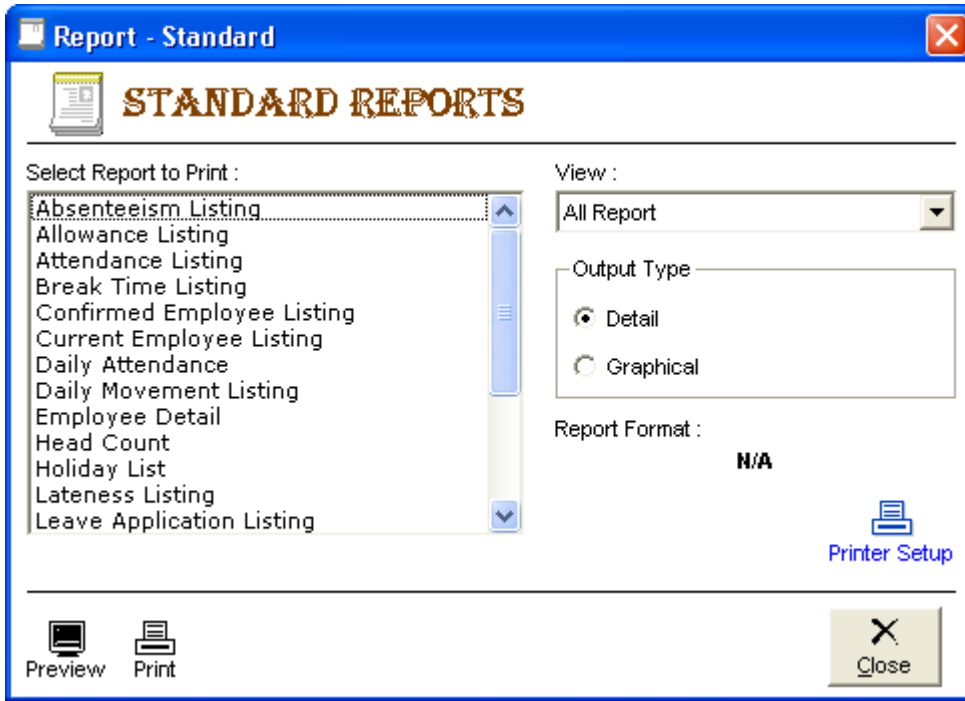 Report - Standard
STANDARD REPORTS
Select Report to Print :
Absenteeism Listing
Allowance Listing
Attendance Listing
Break Time Listing
Confirmed Employee Listing
Current Employee Listing
Daily Attendance
Daily Movement Listing
Employee Detail
Head Count
Holiday List
Lateness Listing
Leave Application Listing
View :
All Report
Output Type
Detail
Graphical
Report Format :
N/A
Printer Setup
Preview
Print
Close